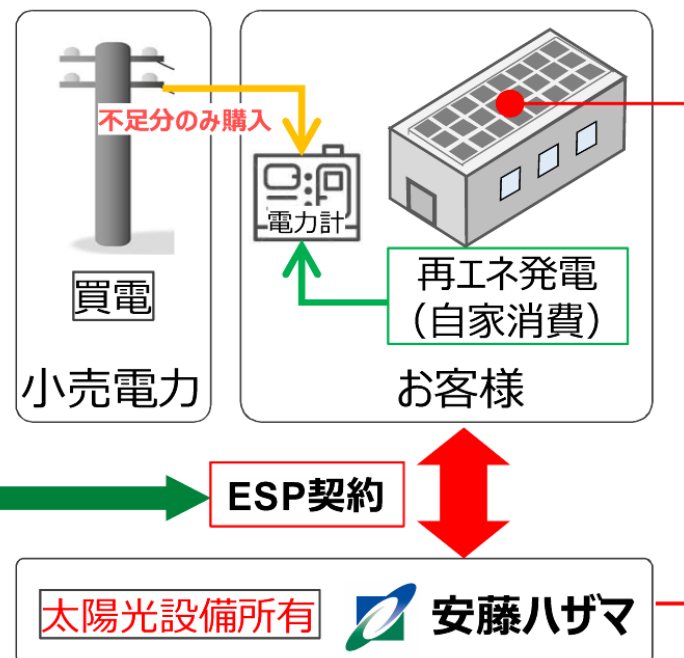 不足分のみ購入
電力計
買電
再エネ発電
（自家消費）
小売電力
お客様
ESP契約
太陽光設備所有
安藤ハザマ